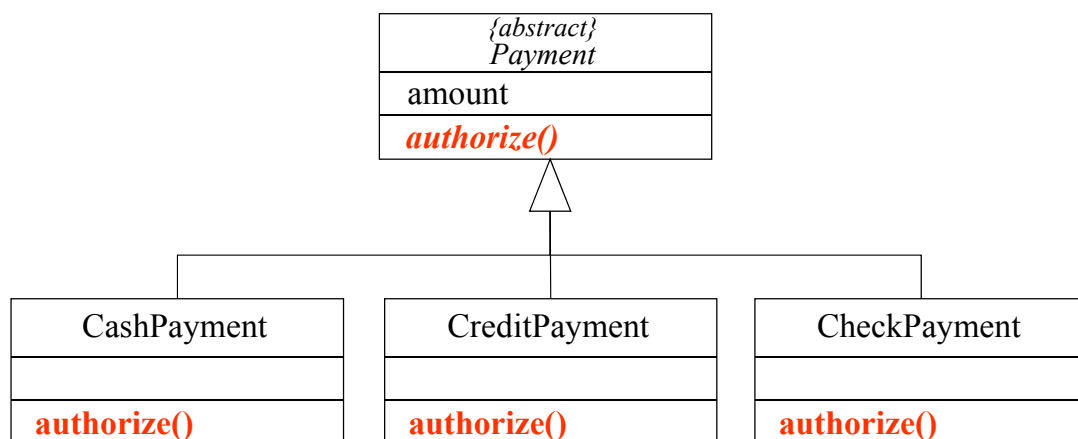 {abstract}
Payment
amount
authorize()
CashPayment
CreditPayment
CheckPayment
authorize()
authorize()
authorize()